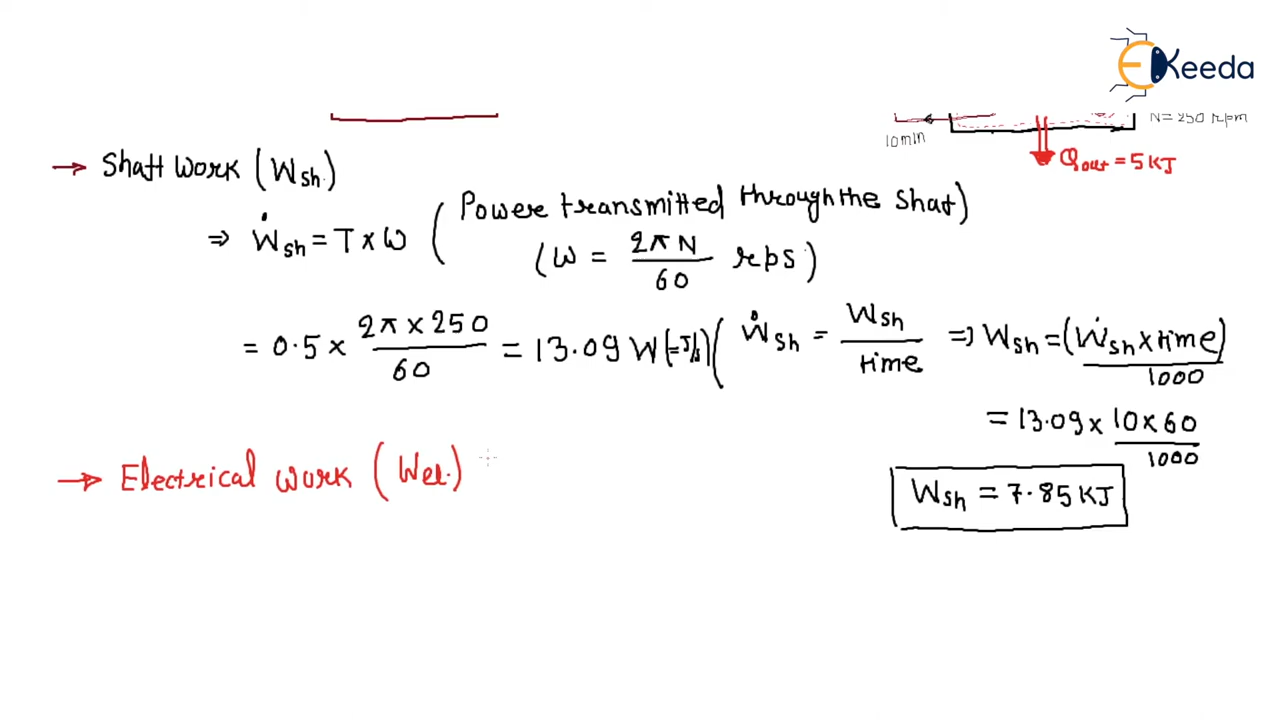 EKeeda
N= 250 rpm
10min
Qout = 5 KJ
→ Shaft work (Wsh.)
⇒ Ẇsh = T × ω ( Power transmitted through the Shaft )
( ω = 2πN / 60 rps )
= 0.5 × 2π × 250 / 60 = 13.09 W (=J/s) ( Ẇsh = Wsh / time ⇒ Wsh = (Ẇsh × time) / 1000
= 13.09 × 10 × 60 / 1000
→ Electrical work (Wel.)
Wsh = 7.85 KJ